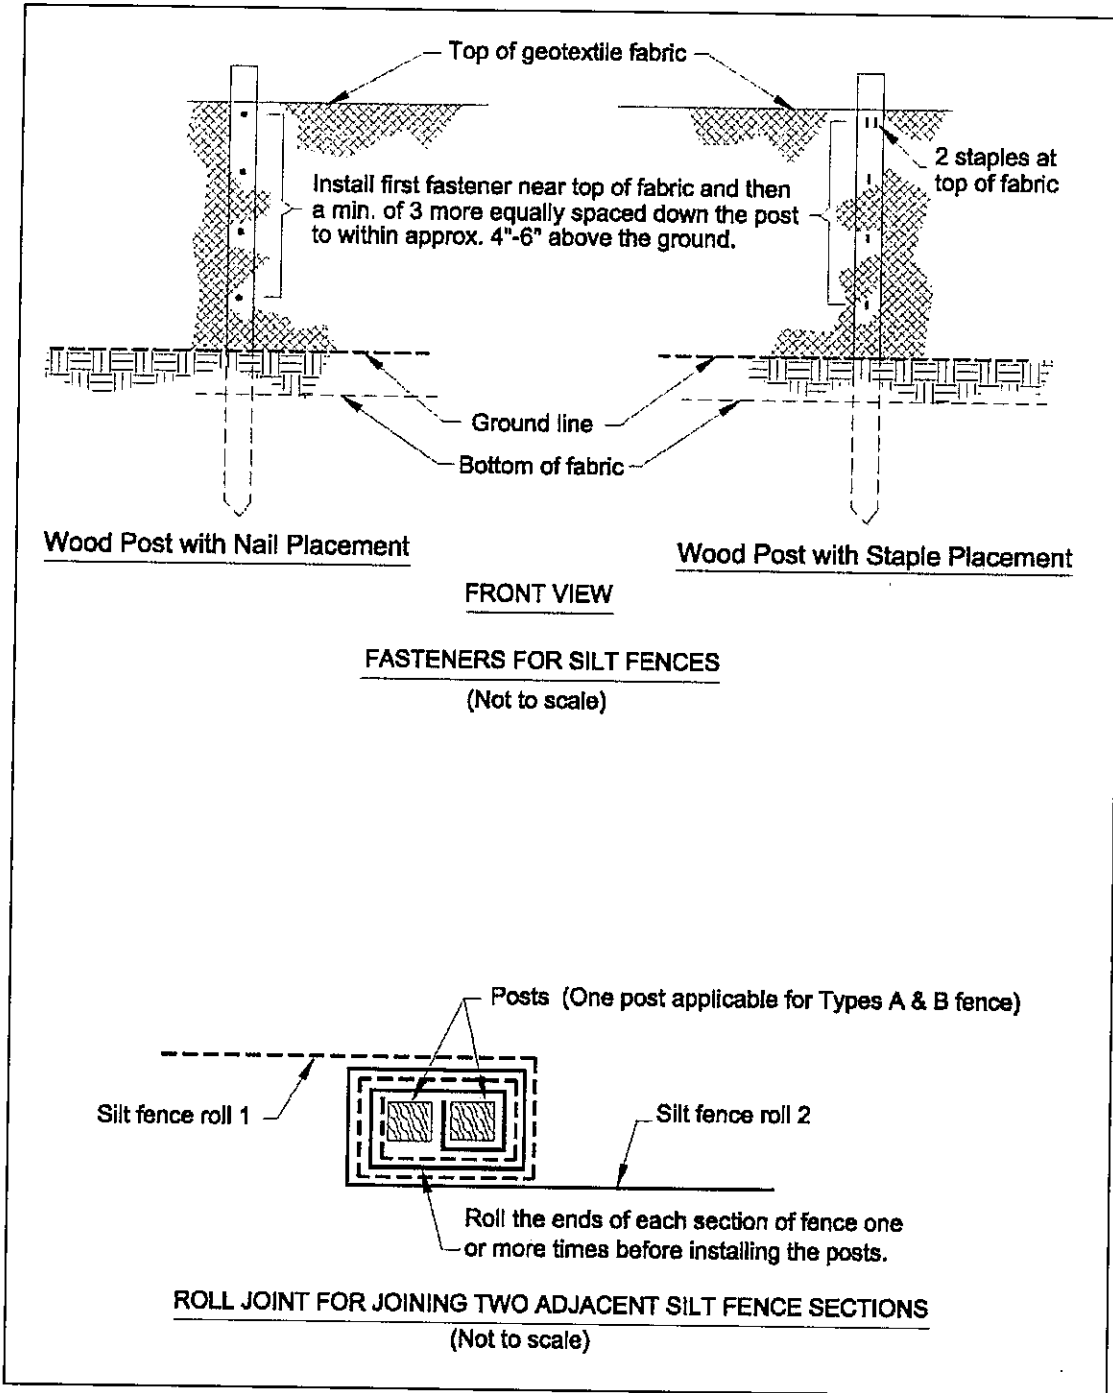 Top of geotextile fabric
2 staples at
top of fabric
Install first fastener near top of fabric and then
a min. of 3 more equally spaced down the post
to within approx. 4"-6" above the ground.
Ground line
Bottom of fabric
Wood Post with Nail Placement
Wood Post with Staple Placement
FRONT VIEW
FASTENERS FOR SILT FENCES
(Not to scale)
Posts (One post applicable for Types A & B fence)
Silt fence roll 1
Silt fence roll 2
Roll the ends of each section of fence one
or more times before installing the posts.
ROLL JOINT FOR JOINING TWO ADJACENT SILT FENCE SECTIONS
(Not to scale)